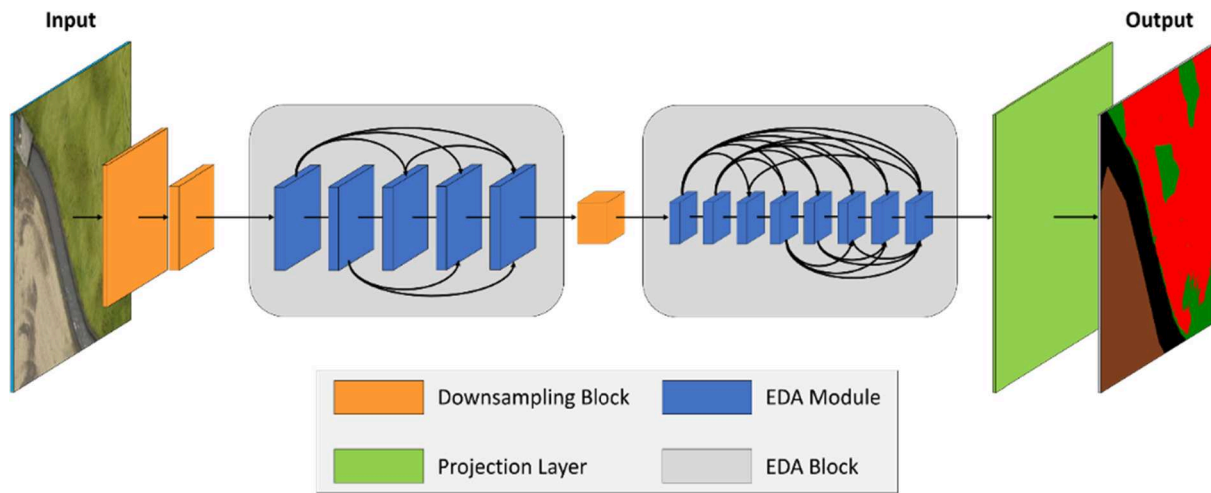 Input
Output
Downsampling Block
EDA Module
Projection Layer
EDA Block